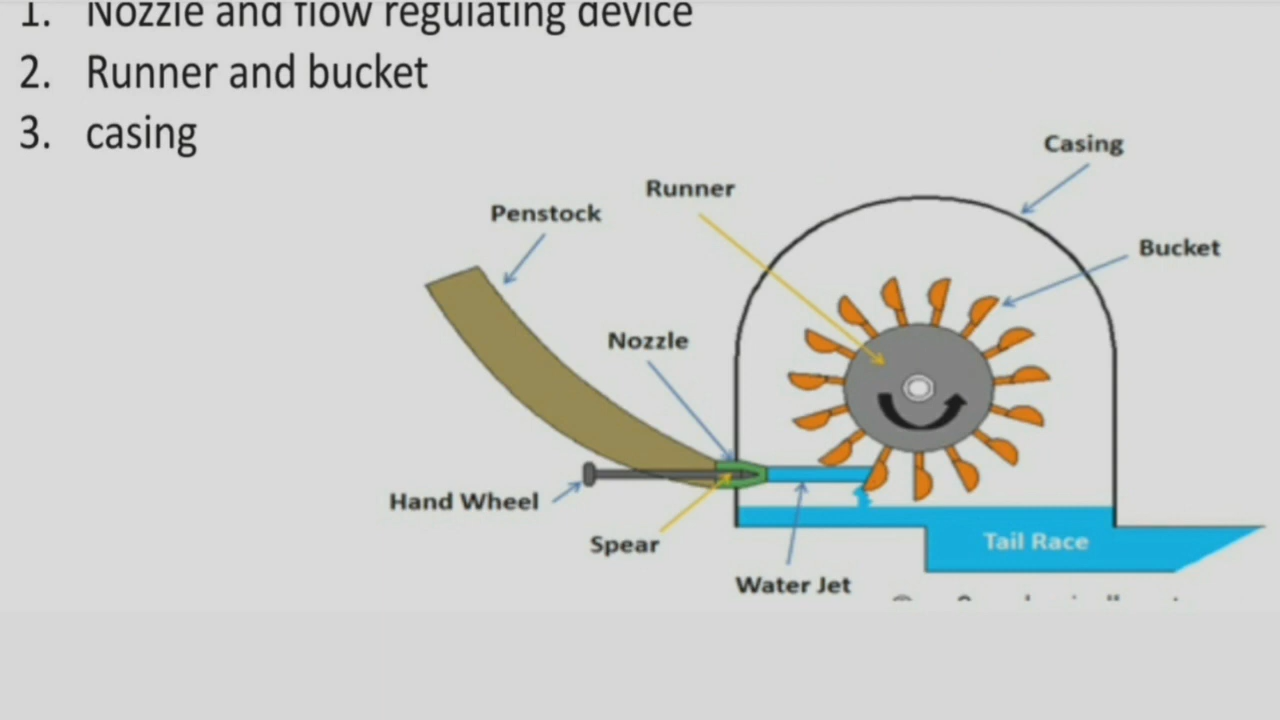 1. Nozzle and flow regulating device
2. Runner and bucket
3. casing
Casing
Runner
Penstock
Bucket
Nozzle
Hand Wheel
Spear
Tail Race
Water Jet